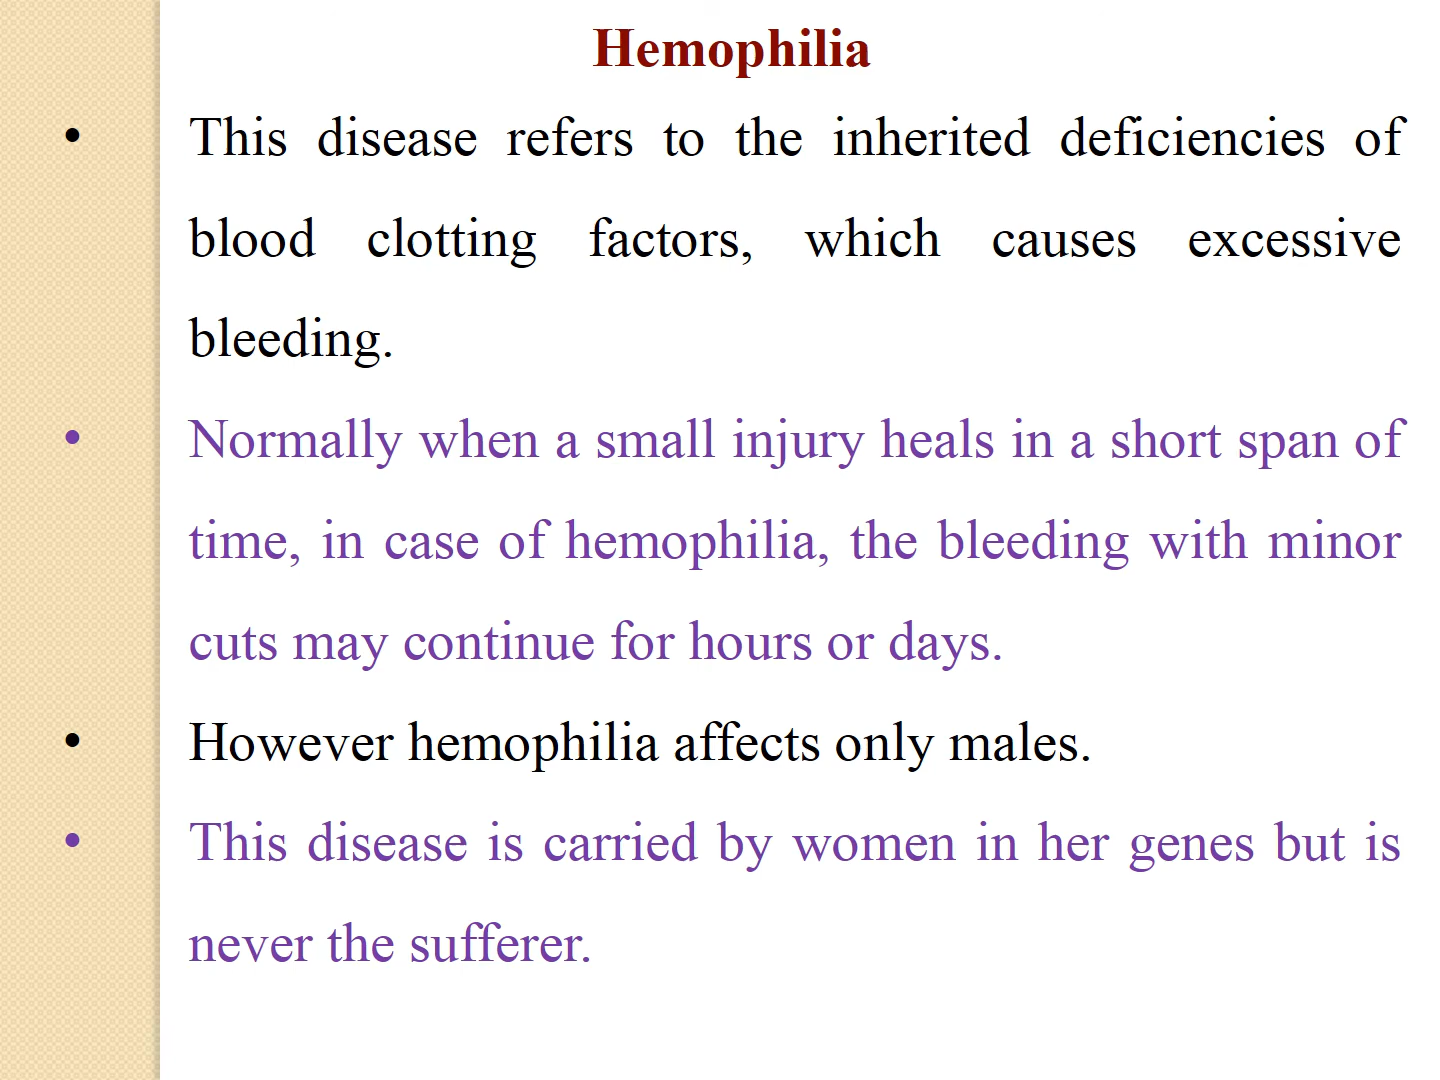 Hemophilia
• This disease refers to the inherited deficiencies of
blood clotting factors, which causes excessive
bleeding.
• Normally when a small injury heals in a short span of
time, in case of hemophilia, the bleeding with minor
cuts may continue for hours or days.
• However hemophilia affects only males.
• This disease is carried by women in her genes but is
never the sufferer.